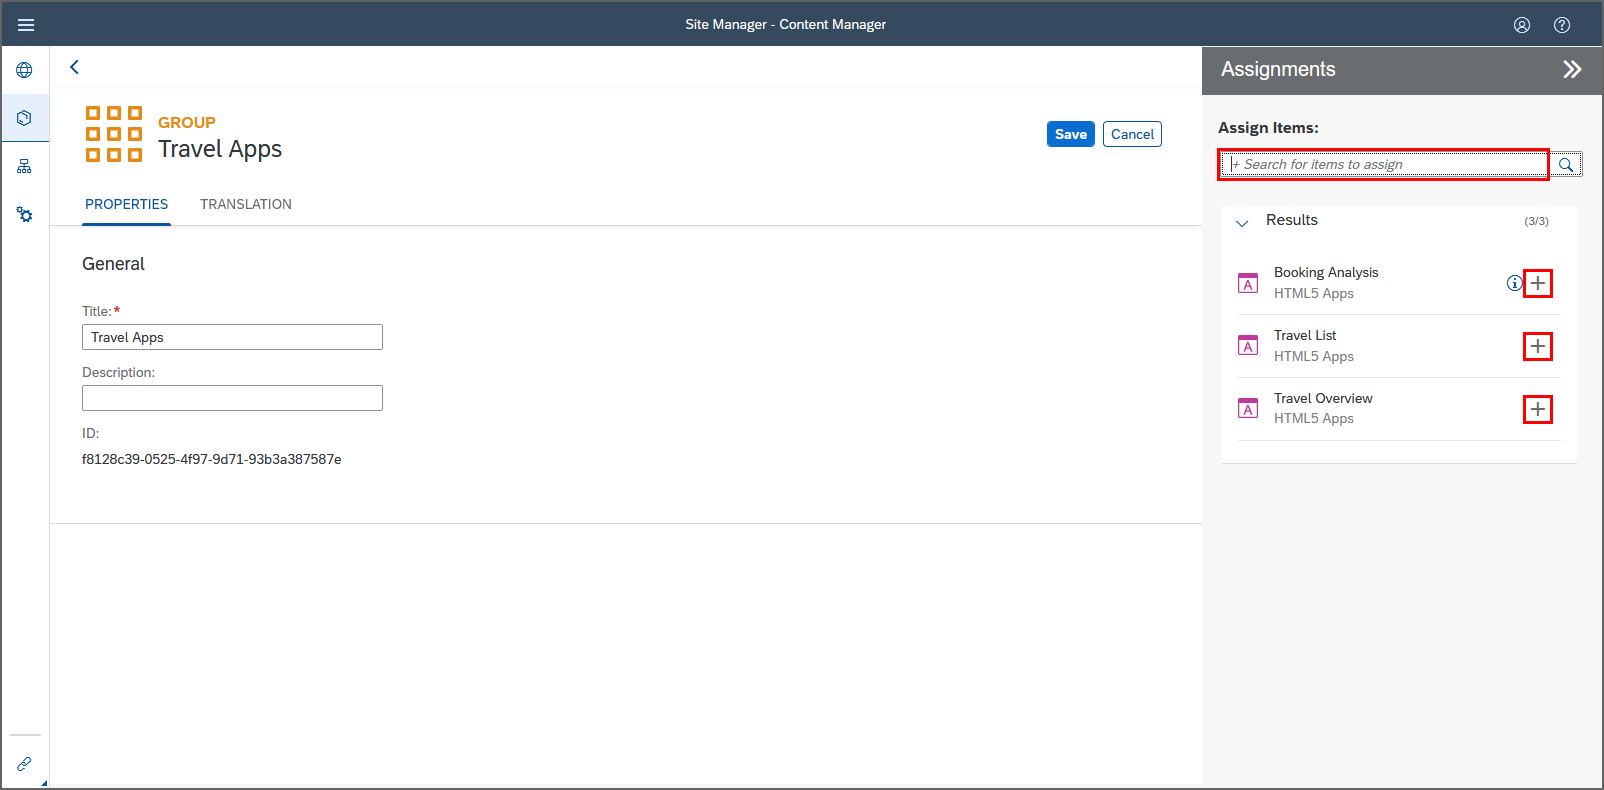 Site Manager - Content Manager
GROUP
Travel Apps
Save
Cancel
PROPERTIES
TRANSLATION
General
Title:*
Travel Apps
Description:
ID:
f8128c39-0525-4f97-9d71-93b3a387587e
Assignments
Assign Items:
+ Search for items to assign
Results (3/3)
A
Booking Analysis
HTML5 Apps
A
Travel List
HTML5 Apps
A
Travel Overview
HTML5 Apps